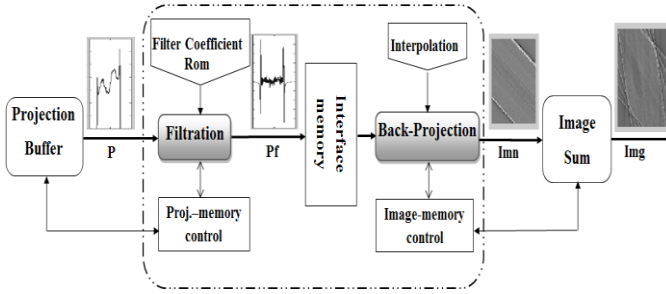 Filter Coefficient
Rom
Interpolation
Projection
Buffer
P
Filtration
Pf
Interface
memory
Back-Projection
Imn
Image
Sum
Img
Proj.-memory
control
Image-memory
control